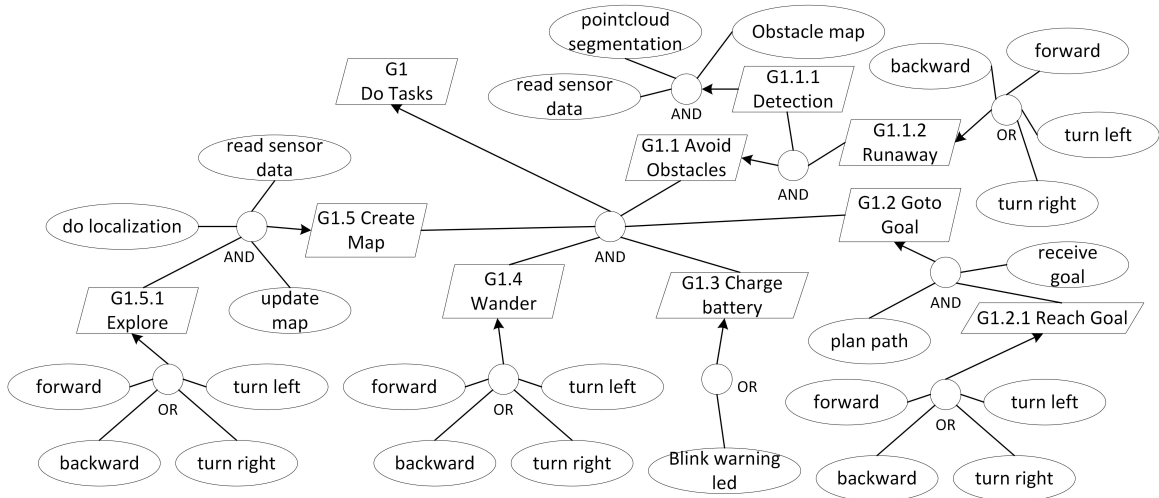 pointcloud
segmentation
Obstacle map
G1
Do Tasks
read sensor
data
AND
G1.1.1
Detection
backward
forward
OR
turn left
turn right
G1.1 Avoid
Obstacles
AND
G1.1.2
Runaway
read sensor
data
do localization
AND
G1.5 Create
Map
AND
G1.2 Goto
Goal
G1.5.1
Explore
update
map
G1.4
Wander
G1.3 Charge
battery
receive
goal
AND
plan path
G1.2.1 Reach Goal
forward
turn left
OR
backward
turn right
forward
turn left
OR
backward
turn right
OR
Blink warning
led
forward
turn left
OR
backward
turn right